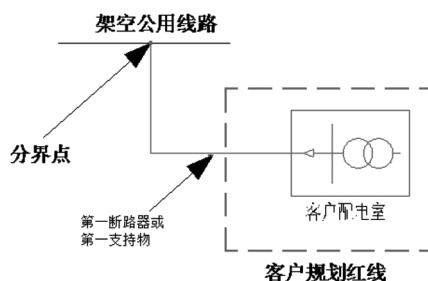 架空公用线路
分界点
第一断路器或
第一支持物
客户配电室
客户规划红线